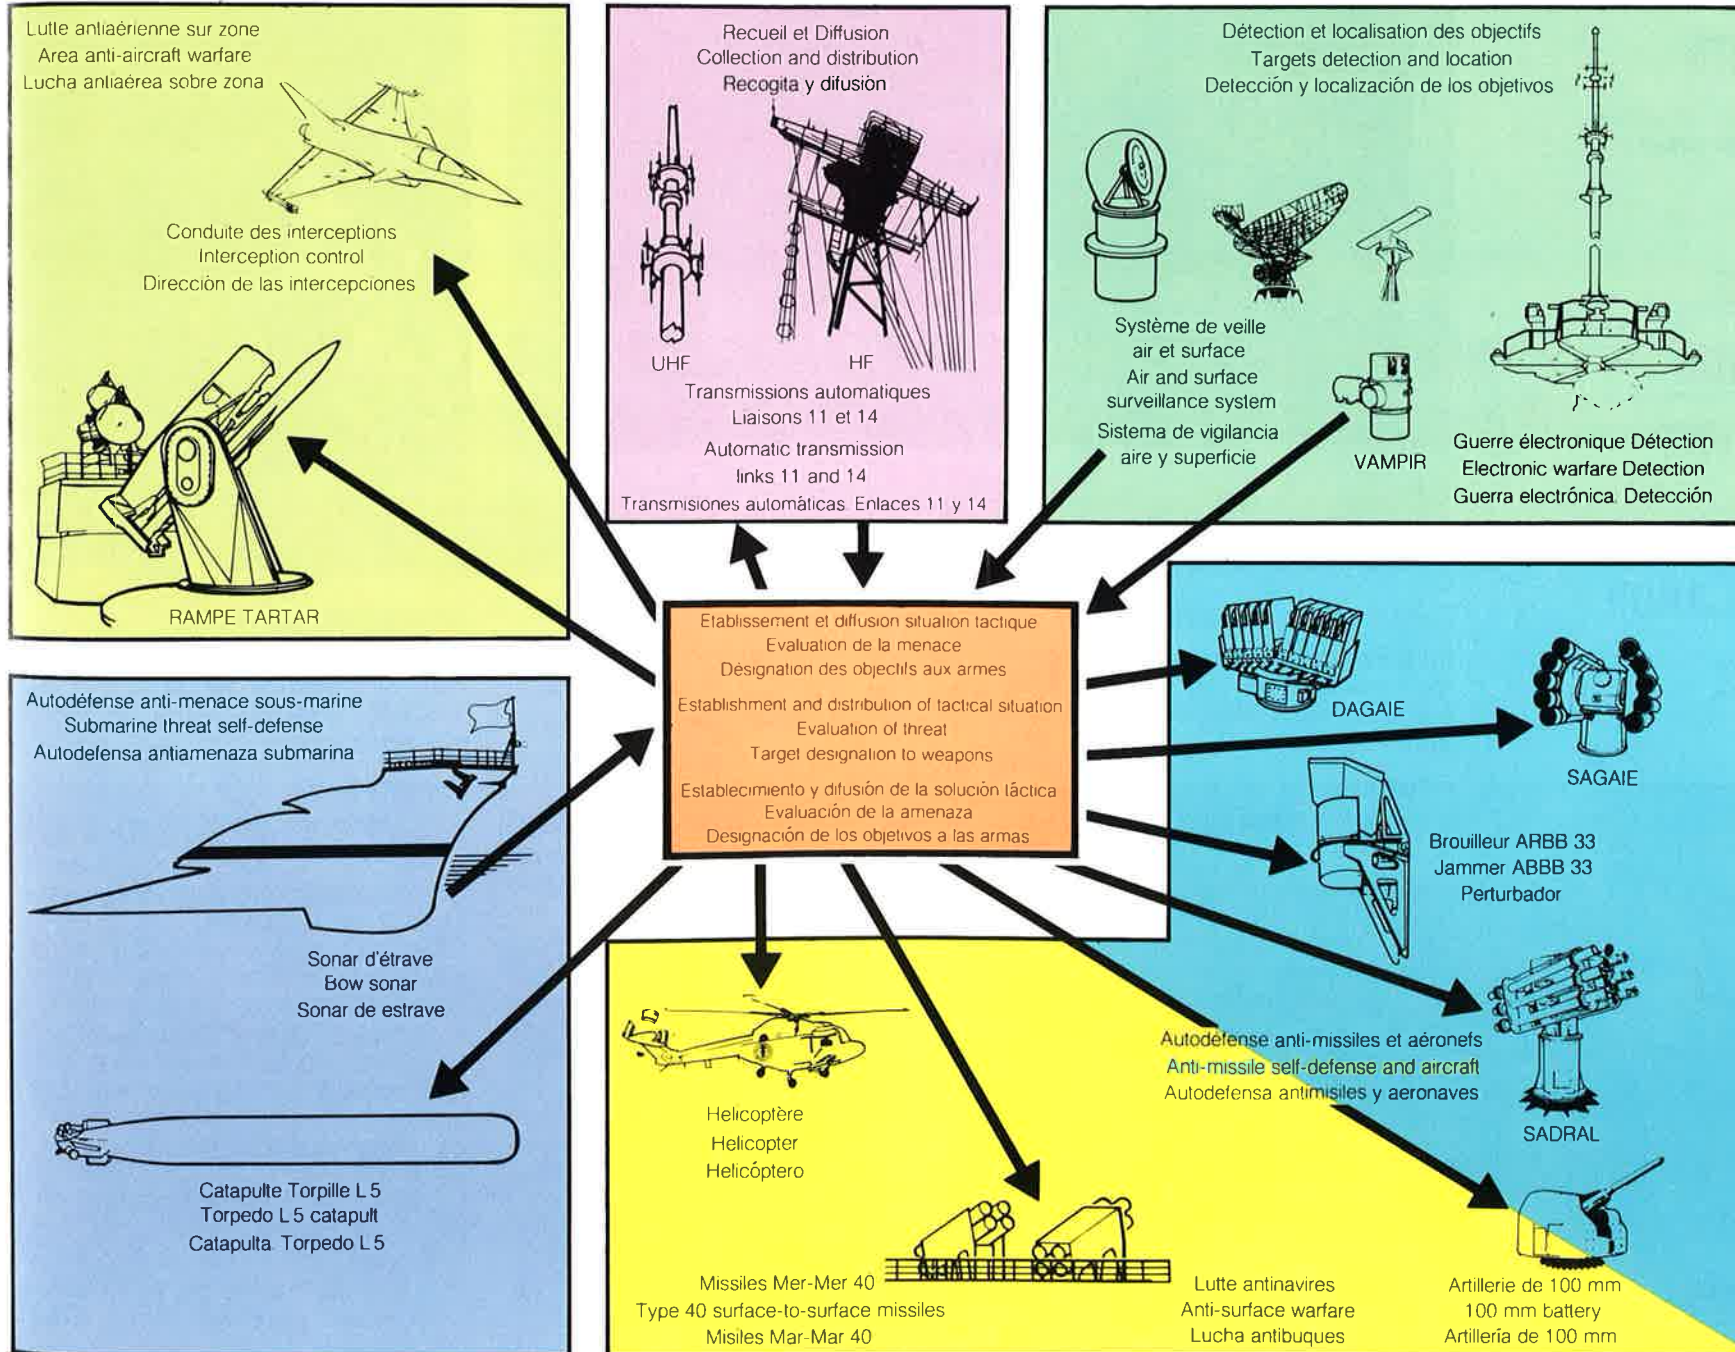 Lutte antiaérienne sur zone
Area anti-aircraft warfare
Lucha antiaérea sobre zona
Conduite des interceptions
Interception control
Dirección de las intercepciones
RAMPE TARTAR
Recueil et Diffusion
Collection and distribution
Recogita y difusión
UHF
HF
Transmissions automatiques
Liaisons 11 et 14
Automatic transmission
links 11 and 14
Transmisiones automáticas. Enlaces 11 y 14
Détection et localisation des objectifs
Targets detection and location
Detección y localización de los objetivos
Système de veille
air et surface
Air and surface
surveillance system
Sistema de vigilancia
aire y superficie
VAMPIR
Guerre électronique Détection
Electronic warfare Detection
Guerra electrónica. Detección
Etablissement et diffusion situation tactique
Evaluation de la menace
Désignation des objectifs aux armes
Establishment and distribution of tactical situation
Evaluation of threat
Target designation to weapons
Establecimiento y difusión de la solución táctica
Evaluación de la amenaza
Designación de los objetivos a las armas
Autodéfense anti-menace sous-marine
Submarine threat self-defense
Autodefensa antiamenaza submarina
Sonar d'étrave
Bow sonar
Sonar de estrave
Catapulte Torpille L 5
Torpedo L 5 catapult
Catapulta. Torpedo L 5
DAGAIE
SAGAIE
Brouilleur ARBB 33
Jammer ABBB 33
Perturbador
Autodéfense anti-missiles et aéronefs
Anti-missile self-defense and aircraft
Autodefensa antimisiles y aeronaves
SADRAL
Helicoptère
Helicopter
Helicóptero
Missiles Mer-Mer 40
Type 40 surface-to-surface missiles
Misiles Mar-Mar 40
Lutte antinavires
Anti-surface warfare
Lucha antibuques
Artillerie de 100 mm
100 mm battery
Artillería de 100 mm